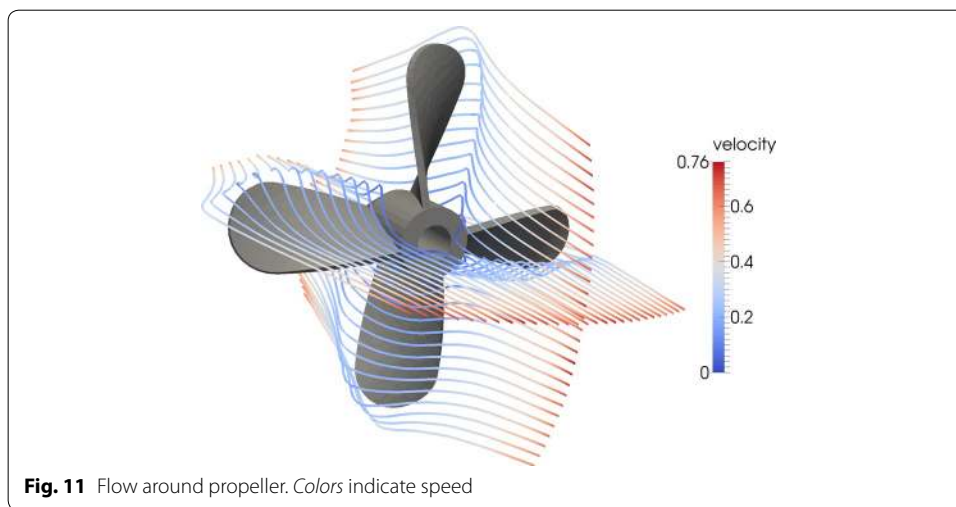 velocity
0.76
0.6
0.4
0.2
0
Fig. 11 Flow around propeller. Colors indicate speed